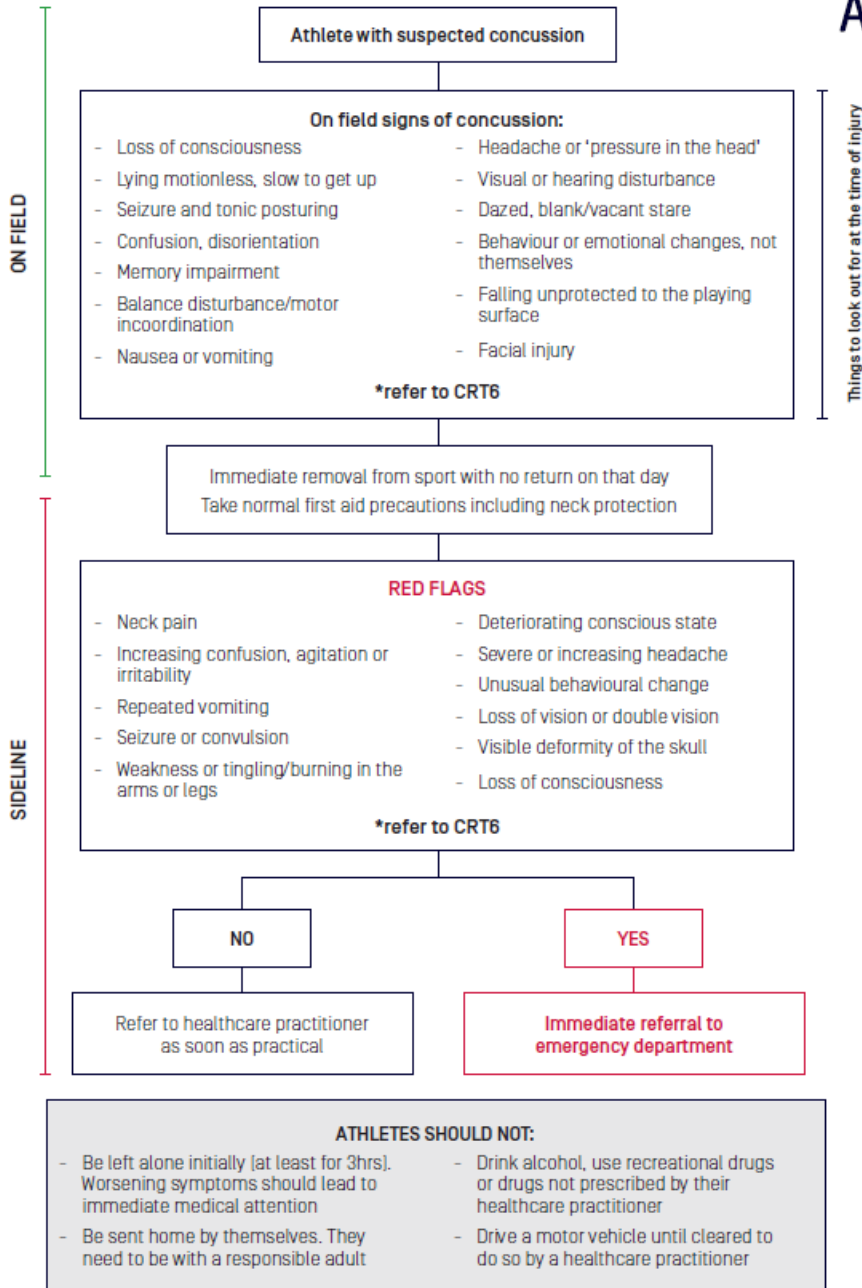 A
Athlete with suspected concussion
ON FIELD
On field signs of concussion:
- Loss of consciousness
- Lying motionless, slow to get up
- Seizure and tonic posturing
- Confusion, disorientation
- Memory impairment
- Balance disturbance/motor
incoordination
- Nausea or vomiting
- Headache or 'pressure in the head'
- Visual or hearing disturbance
- Dazed, blank/vacant stare
- Behaviour or emotional changes, not
themselves
- Falling unprotected to the playing
surface
- Facial injury
*refer to CRT6
Things to look out for at the time of injury
Immediate removal from sport with no return on that day
Take normal first aid precautions including neck protection
SIDELINE
RED FLAGS
- Neck pain
- Increasing confusion, agitation or
irritability
- Repeated vomiting
- Seizure or convulsion
- Weakness or tingling/burning in the
arms or legs
- Deteriorating conscious state
- Severe or increasing headache
- Unusual behavioural change
- Loss of vision or double vision
- Visible deformity of the skull
- Loss of consciousness
*refer to CRT6
NO
YES
Refer to healthcare practitioner
as soon as practical
Immediate referral to
emergency department
ATHLETES SHOULD NOT:
- Be left alone initially (at least for 3hrs).
Worsening symptoms should lead to
immediate medical attention
- Be sent home by themselves. They
need to be with a responsible adult
- Drink alcohol, use recreational drugs
or drugs not prescribed by their
healthcare practitioner
- Drive a motor vehicle until cleared to
do so by a healthcare practitioner